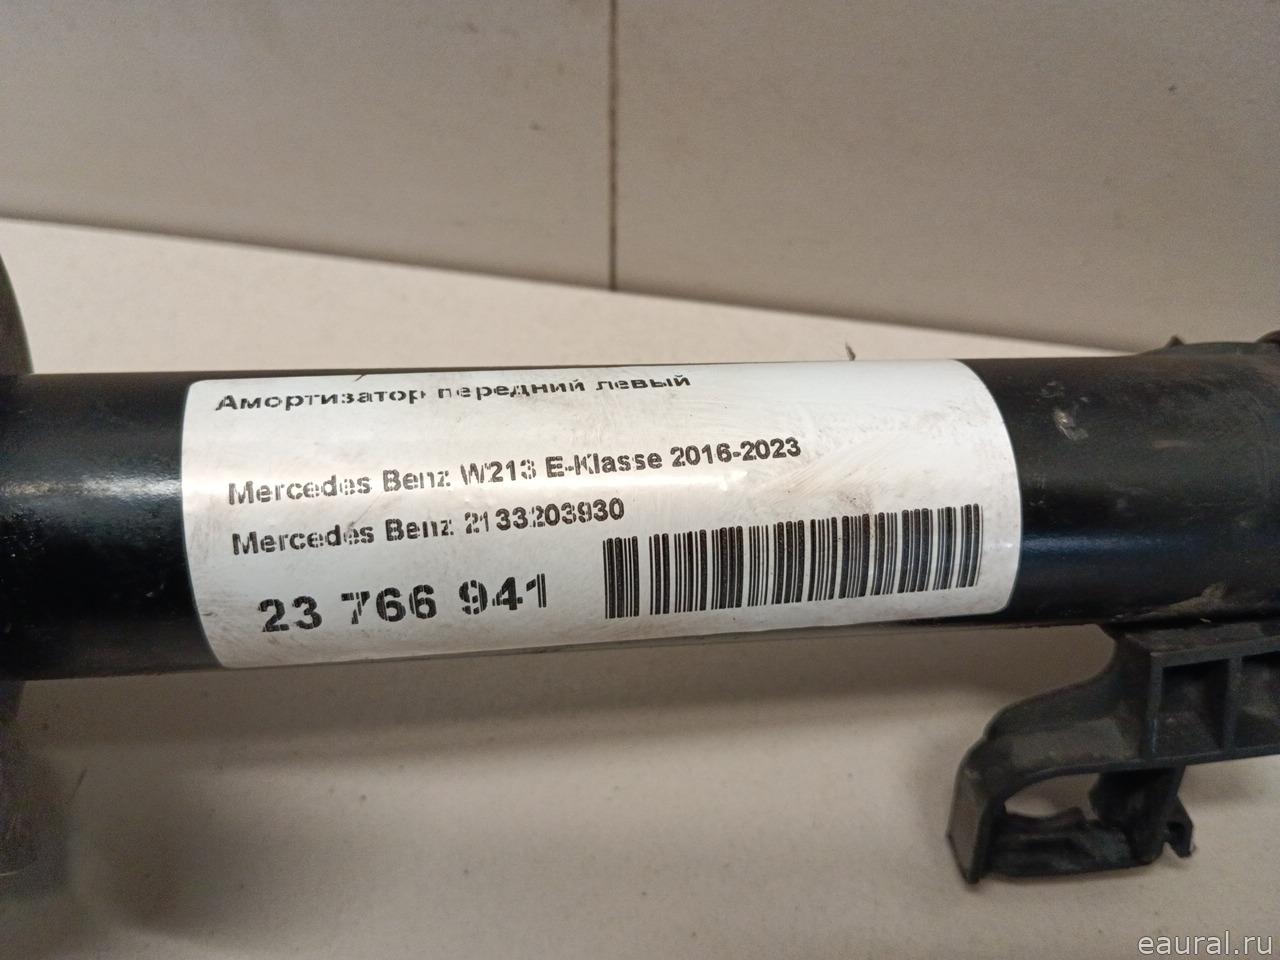 Амортизатор передний левый
Mercedes Benz W213 E-Klasse 2016-2023
Mercedes Benz 2133203930
23 766 941
eaural.ru